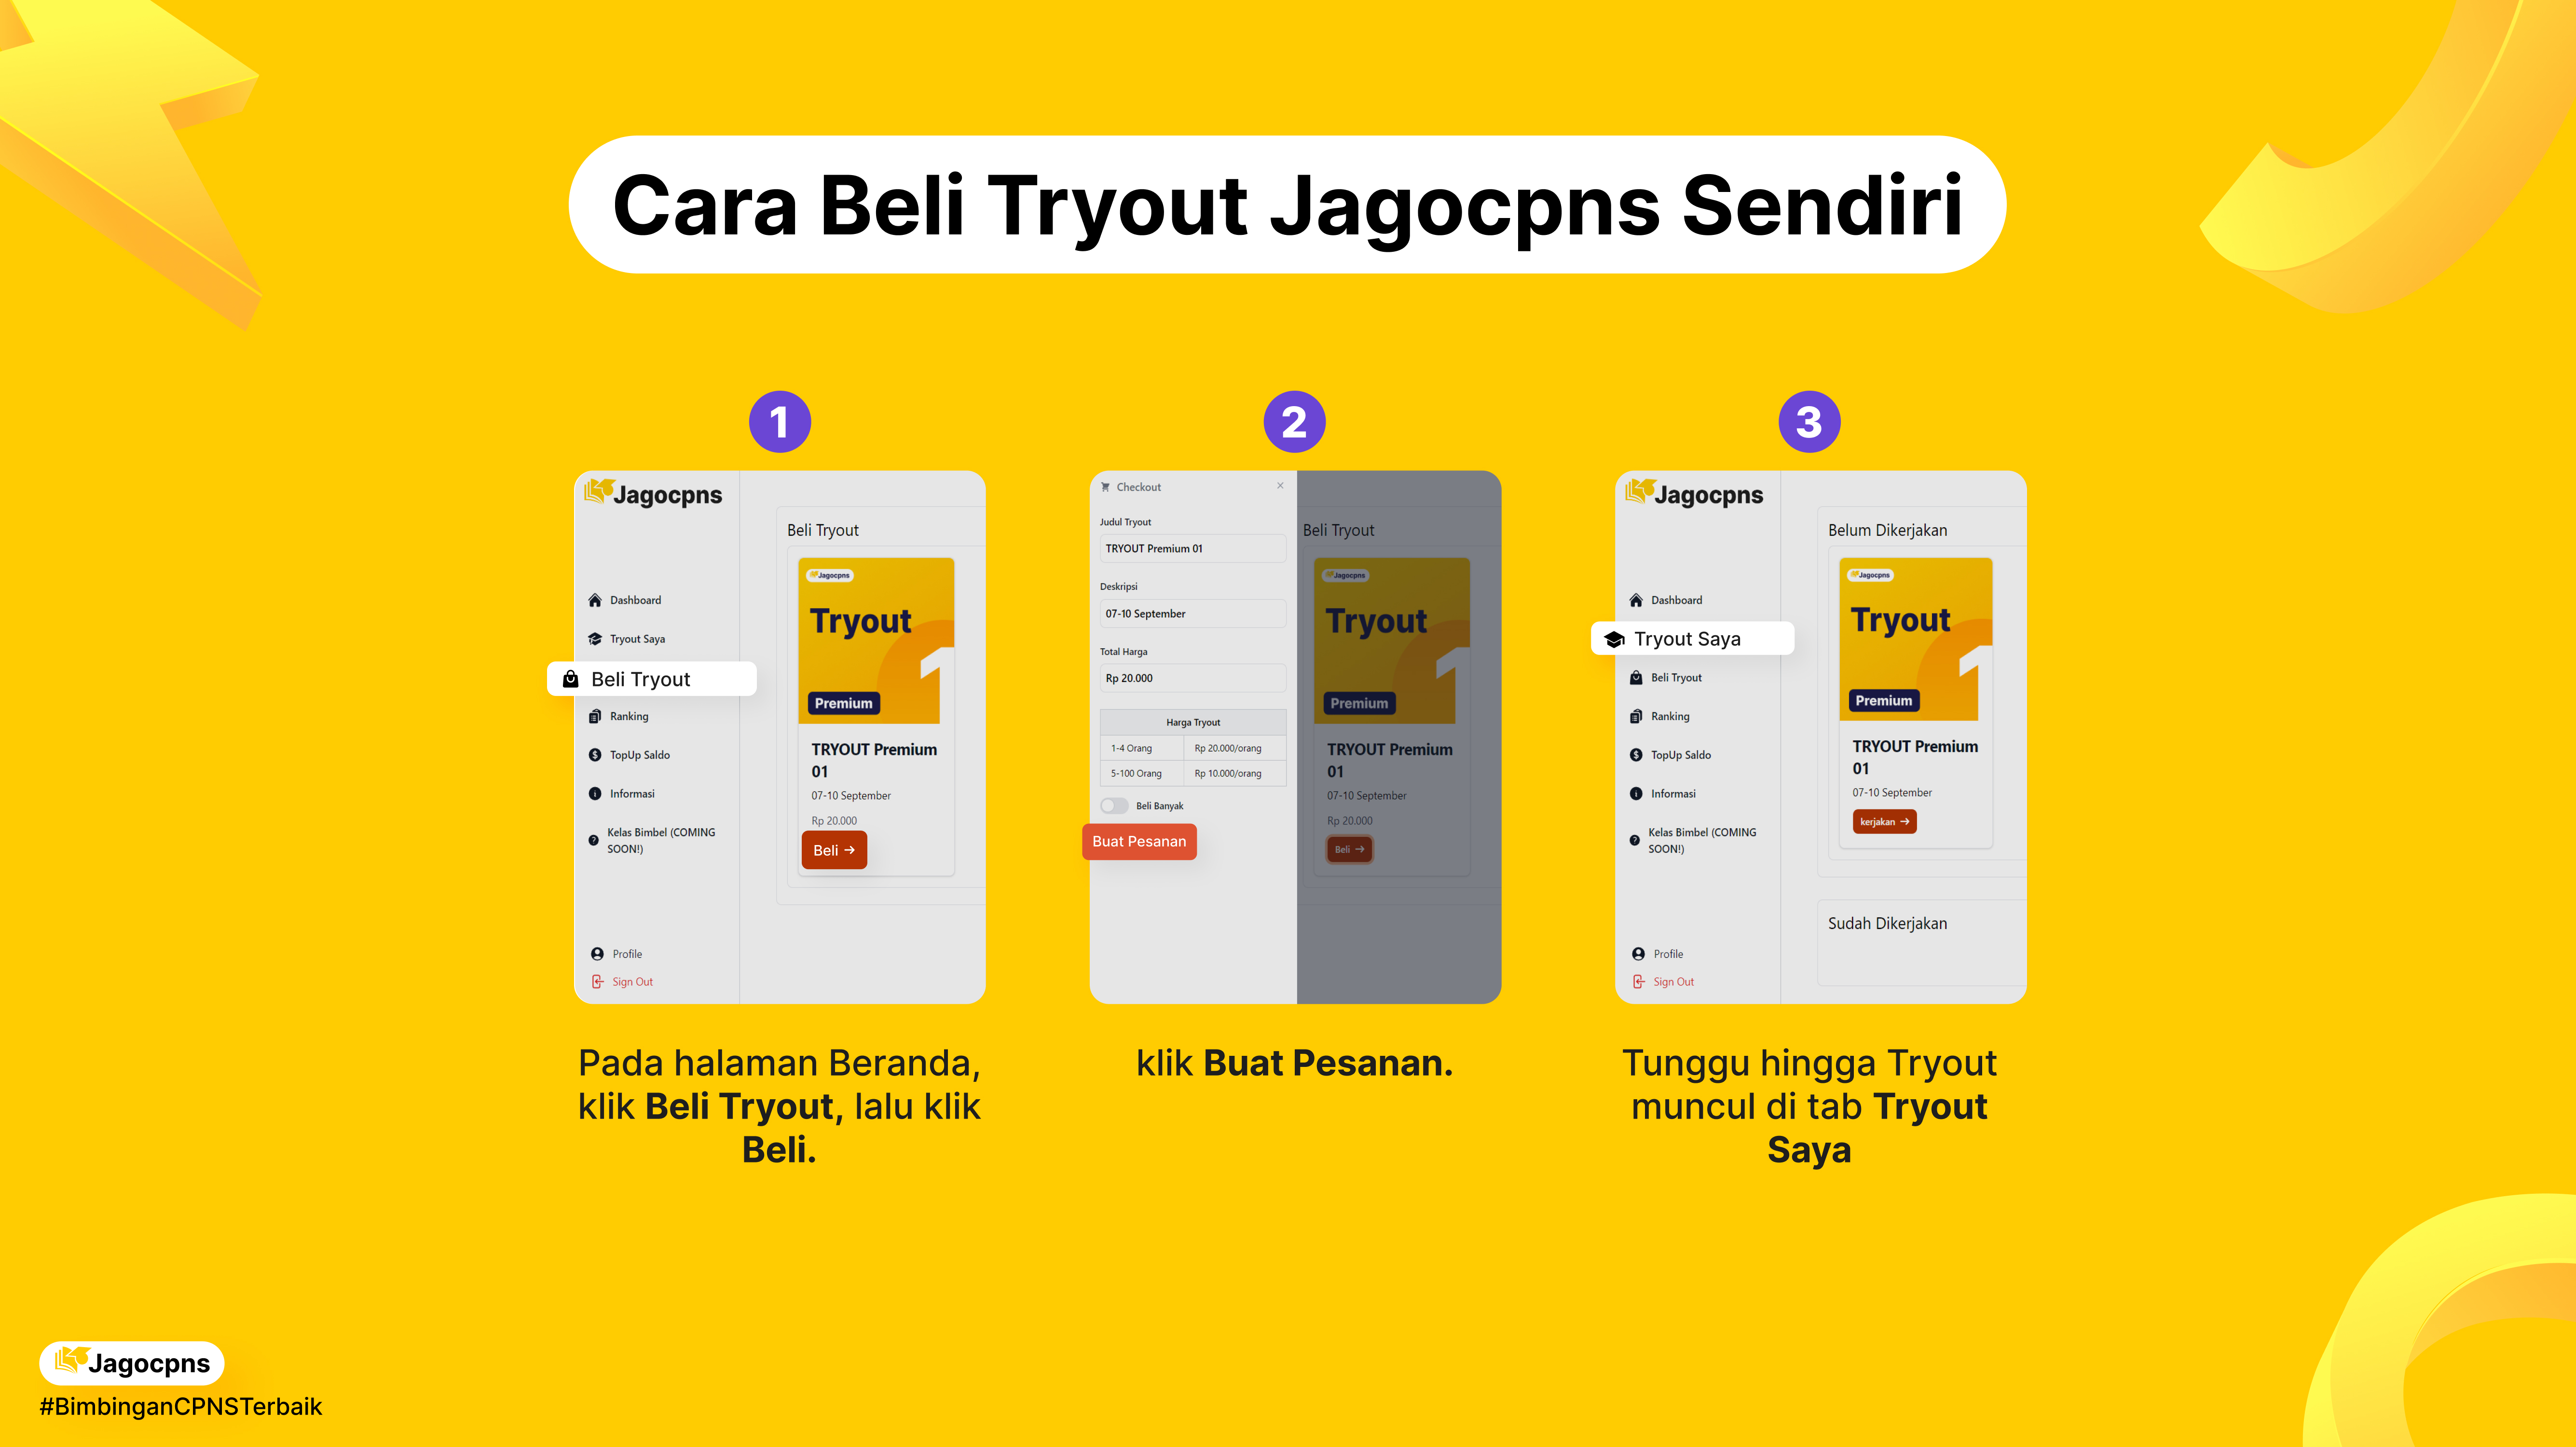 Cara Beli Tryout Jagocpns Sendiri
1
Jagocpns
Dashboard
Tryout Saya
Beli Tryout
Ranking
TopUp Saldo
Informasi
Kelas Bimbel (COMING
SOON!)
Profile
Sign Out
Beli Tryout
Jagocpns
Tryout
1
Premium
TRYOUT Premium
01
07-10 September
Rp 20.000
Beli →
Pada halaman Beranda,
klik Beli Tryout, lalu klik
Beli.
2
Checkout ×
Judul Tryout
TRYOUT Premium 01
Deskripsi
07-10 September
Total Harga
Rp 20.000
Harga Tryout
1-4 Orang Rp 20.000/orang
5-100 Orang Rp 10.000/orang
Beli Banyak
Buat Pesanan
Beli Tryout
Jagocpns
Tryout
1
Premium
TRYOUT Premium
01
07-10 September
Rp 20.000
Beli →
klik Buat Pesanan.
3
Jagocpns
Dashboard
Tryout Saya
Beli Tryout
Ranking
TopUp Saldo
Informasi
Kelas Bimbel (COMING
SOON!)
Profile
Sign Out
Belum Dikerjakan
Jagocpns
Tryout
1
Premium
TRYOUT Premium
01
07-10 September
kerjakan →
Sudah Dikerjakan
Tunggu hingga Tryout
muncul di tab Tryout
Saya
Jagocpns
#BimbinganCPNSTerbaik